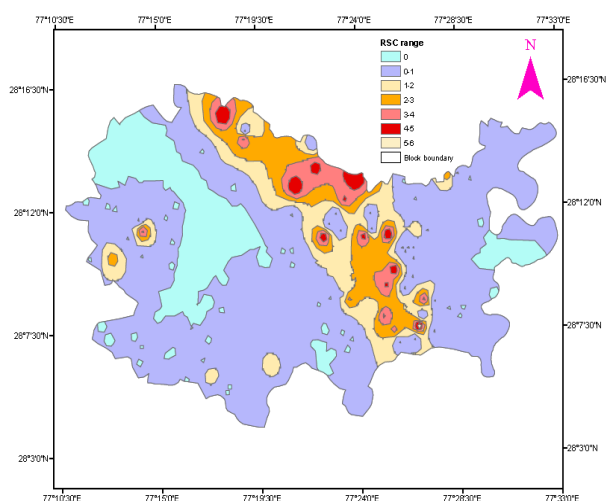 77°10'30"E 77°15'0"E 77°19'30"E 77°24'0"E 77°28'30"E 77°33'0"E
RSC range
N
0
0-1
1-2
2-3
3-4
4-5
5-6
Block boundary
28°16'30"N 28°16'30"N
28°12'0"N 28°12'0"N
28°7'30"N 28°7'30"N
28°3'0"N 28°3'0"N
77°10'30"E 77°15'0"E 77°19'30"E 77°24'0"E 77°28'30"E 77°33'0"E